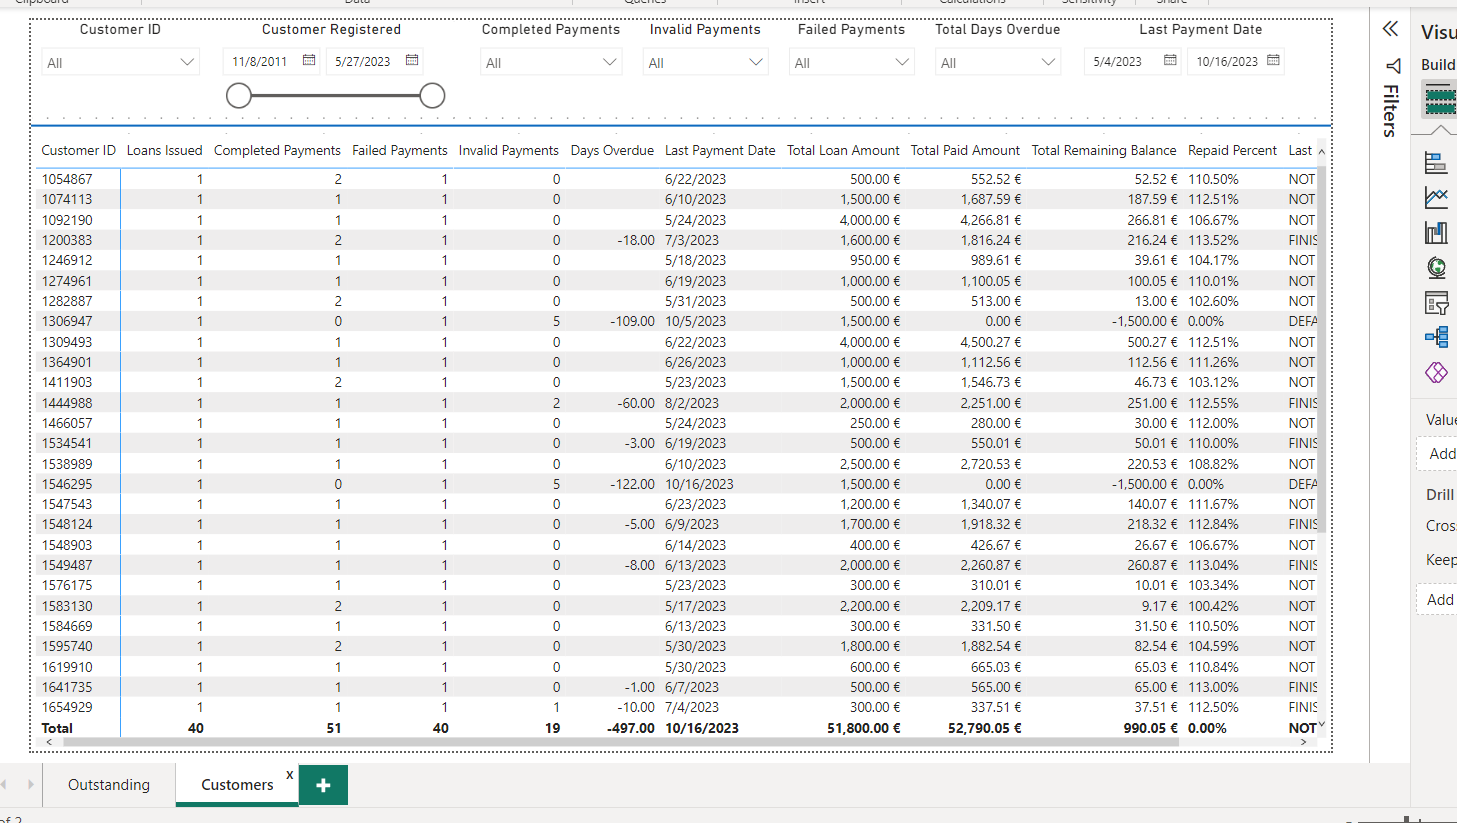 Clipboard Data Queries Insert Calculations Sensitivity Share
Customer ID Customer Registered Completed Payments Invalid Payments Failed Payments Total Days Overdue Last Payment Date
All 11/8/2011 5/27/2023 All All All All 5/4/2023 10/16/2023
Customer ID Loans Issued Completed Payments Failed Payments Invalid Payments Days Overdue Last Payment Date Total Loan Amount Total Paid Amount Total Remaining Balance Repaid Percent Last
1054867 1 2 1 0 6/22/2023 500.00 € 552.52 € 52.52 € 110.50% NOT
1074113 1 1 1 0 6/10/2023 1,500.00 € 1,687.59 € 187.59 € 112.51% NOT
1092190 1 1 1 0 5/24/2023 4,000.00 € 4,266.81 € 266.81 € 106.67% NOT
1200383 1 2 1 0 -18.00 7/3/2023 1,600.00 € 1,816.24 € 216.24 € 113.52% FINIS
1246912 1 1 1 0 5/18/2023 950.00 € 989.61 € 39.61 € 104.17% NOT
1274961 1 1 1 0 6/19/2023 1,000.00 € 1,100.05 € 100.05 € 110.01% NOT
1282887 1 2 1 0 5/31/2023 500.00 € 513.00 € 13.00 € 102.60% NOT
1306947 1 0 1 5 -109.00 10/5/2023 1,500.00 € 0.00 € -1,500.00 € 0.00% DEFA
1309493 1 1 1 0 6/22/2023 4,000.00 € 4,500.27 € 500.27 € 112.51% NOT
1364901 1 1 1 0 6/26/2023 1,000.00 € 1,112.56 € 112.56 € 111.26% NOT
1411903 1 2 1 0 5/23/2023 1,500.00 € 1,546.73 € 46.73 € 103.12% NOT
1444988 1 1 1 2 -60.00 8/2/2023 2,000.00 € 2,251.00 € 251.00 € 112.55% FINIS
1466057 1 1 1 0 5/24/2023 250.00 € 280.00 € 30.00 € 112.00% NOT
1534541 1 1 1 0 -3.00 6/19/2023 500.00 € 550.01 € 50.01 € 110.00% FINIS
1538989 1 1 1 0 6/10/2023 2,500.00 € 2,720.53 € 220.53 € 108.82% NOT
1546295 1 0 1 5 -122.00 10/16/2023 1,500.00 € 0.00 € -1,500.00 € 0.00% DEFA
1547543 1 1 1 0 6/23/2023 1,200.00 € 1,340.07 € 140.07 € 111.67% NOT
1548124 1 1 1 0 -5.00 6/9/2023 1,700.00 € 1,918.32 € 218.32 € 112.84% FINIS
1548903 1 1 1 0 6/14/2023 400.00 € 426.67 € 26.67 € 106.67% NOT
1549487 1 1 1 0 -8.00 6/13/2023 2,000.00 € 2,260.87 € 260.87 € 113.04% FINIS
1576175 1 1 1 0 5/23/2023 300.00 € 310.01 € 10.01 € 103.34% NOT
1583130 1 2 1 0 5/17/2023 2,200.00 € 2,209.17 € 9.17 € 100.42% NOT
1584669 1 1 1 0 6/13/2023 300.00 € 331.50 € 31.50 € 110.50% NOT
1595740 1 2 1 0 5/30/2023 1,800.00 € 1,882.54 € 82.54 € 104.59% NOT
1619910 1 1 1 0 5/30/2023 600.00 € 665.03 € 65.03 € 110.84% NOT
1641735 1 1 1 0 -1.00 6/7/2023 500.00 € 565.00 € 65.00 € 113.00% FINIS
1654929 1 1 1 1 -10.00 7/4/2023 300.00 € 337.51 € 37.51 € 112.50% FINIS
Total 40 51 40 19 -497.00 10/16/2023 51,800.00 € 52,790.05 € 990.05 € 0.00% NOT
Outstanding Customers x +
of 2
Filters
Visu
Build
Value
Add
Drill
Cros
Keep
Add